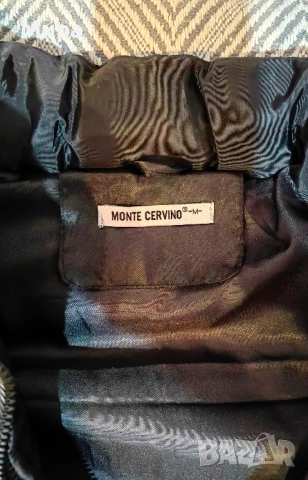 MONTE CERVINO® -M-
BAZAR